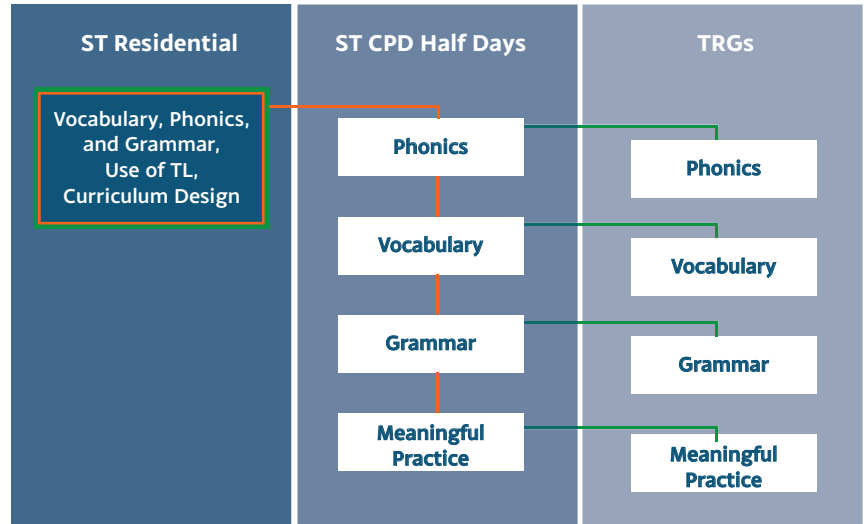 ST Residential
Vocabulary, Phonics,
and Grammar,
Use of TL,
Curriculum Design
ST CPD Half Days
Phonics
Vocabulary
Grammar
Meaningful
Practice
TRGs
Phonics
Vocabulary
Grammar
Meaningful
Practice